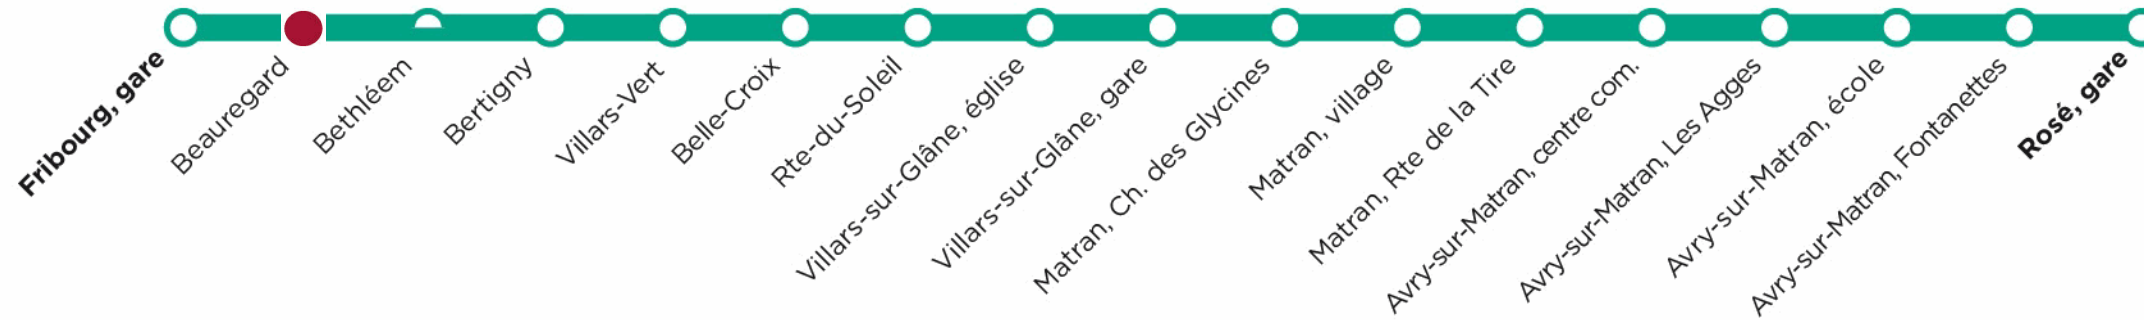 Fribourg, gare
Beauregard
Bethléem
Bertigny
Villars-Vert
Belle-Croix
Rte-du-Soleil
Villars-sur-Glâne, église
Villars-sur-Glâne, gare
Matran, Ch. des Glycines
Matran, village
Matran, Rte de la Tire
Avry-sur-Matran, centre com.
Avry-sur-Matran, Les Agges
Avry-sur-Matran, école
Avry-sur-Matran, Fontanettes
Rosé, gare